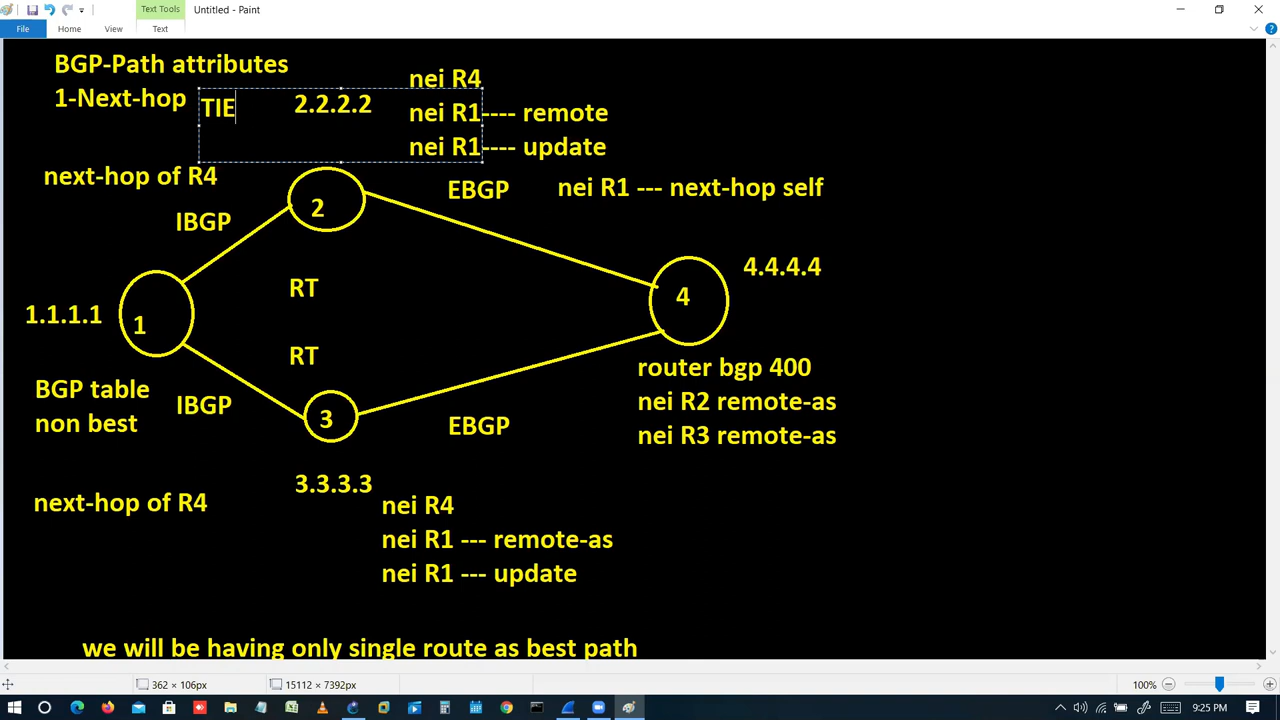 Text Tools
Untitled - Paint
File
Home
View
Text
BGP-Path attributes
1-Next-hop
TIE
2.2.2.2
nei R4
nei R1---- remote
nei R1---- update
next-hop of R4
IBGP
2
EBGP
nei R1 --- next-hop self
RT
4.4.4.4
4
1.1.1.1
1
RT
BGP table
non best
IBGP
3
EBGP
router bgp 400
nei R2 remote-as
nei R3 remote-as
next-hop of R4
3.3.3.3
nei R4
nei R1 --- remote-as
nei R1 --- update
we will be having only single route as best path
362 × 106px
15112 × 7392px
100%
9:25 PM